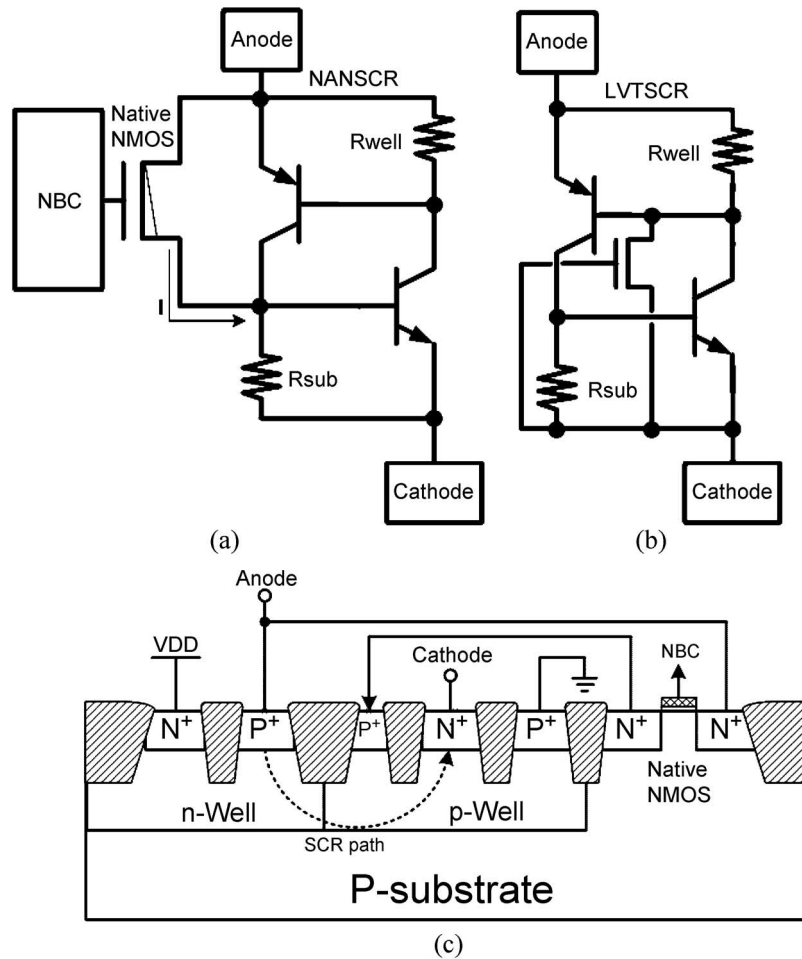 Anode
NANSCR
Native
NMOS
Rwell
NBC
I
Rsub
Cathode
(a)
Anode
LVTSCR
Rwell
Rsub
Cathode
(b)
Anode
VDD
Cathode
NBC
N+
P+
P+
N+
P+
N+
N+
Native
NMOS
n-Well
p-Well
SCR path
P-substrate
(c)